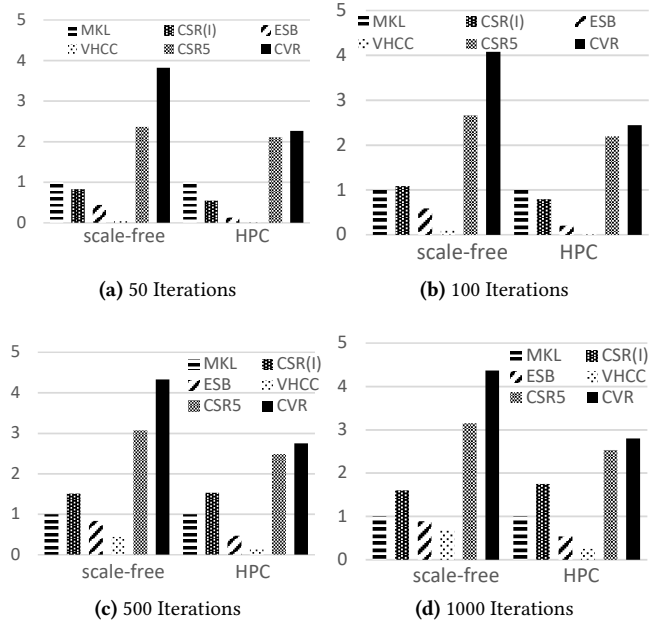 MKL CSR(I) ESB
VHCC CSR5 CVR
5
4
3
2
1
0
scale-free HPC
(a) 50 Iterations
MKL CSR(I) ESB
VHCC CSR5 CVR
5
4
3
2
1
0
scale-free HPC
(b) 100 Iterations
MKL CSR(I)
ESB VHCC
CSR5 CVR
5
4
3
2
1
0
scale-free HPC
(c) 500 Iterations
MKL CSR(I)
ESB VHCC
CSR5 CVR
5
4
3
2
1
0
scale-free HPC
(d) 1000 Iterations